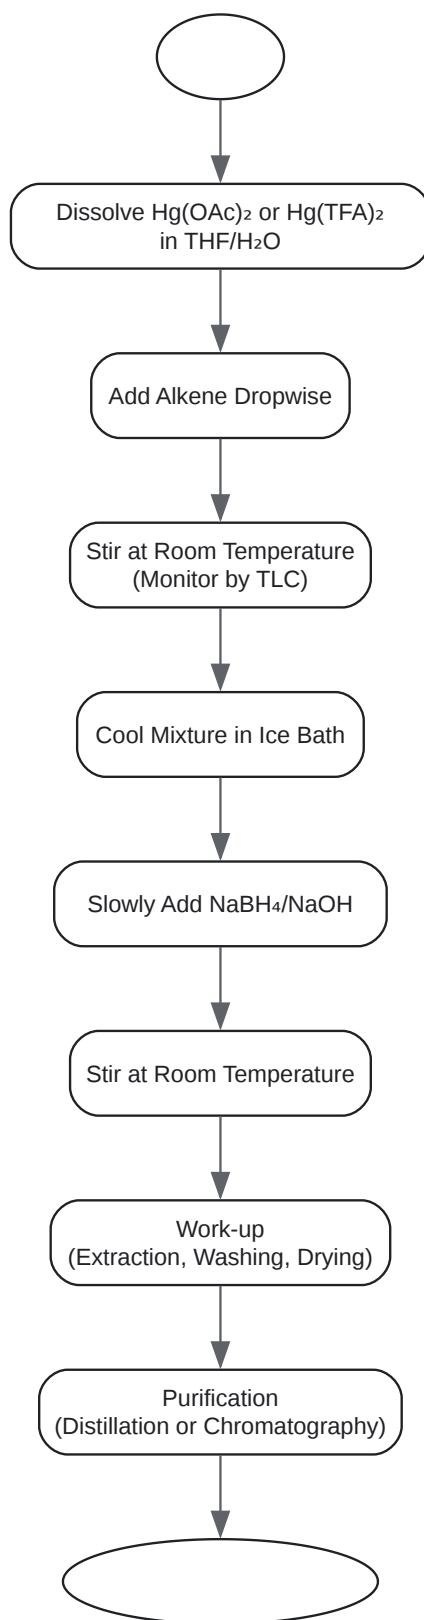 Dissolve Hg(OAc)₂ or Hg(TFA)₂
in THF/H₂O
Add Alkene Dropwise
Stir at Room Temperature
(Monitor by TLC)
Cool Mixture in Ice Bath
Slowly Add NaBH₄/NaOH
Stir at Room Temperature
Work-up
(Extraction, Washing, Drying)
Purification
(Distillation or Chromatography)